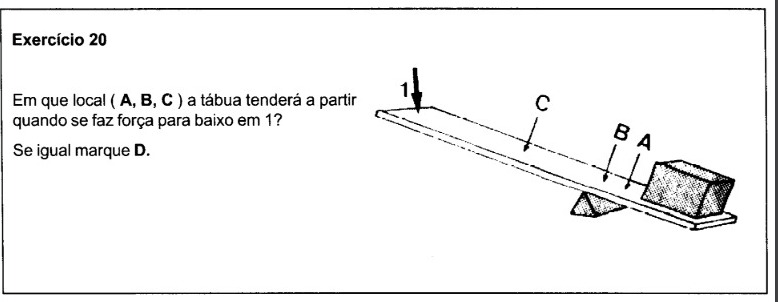 Exercício 20
Em que local ( A, B, C ) a tábua tenderá a partir
quando se faz força para baixo em 1?
Se igual marque D.
1
C
B
A